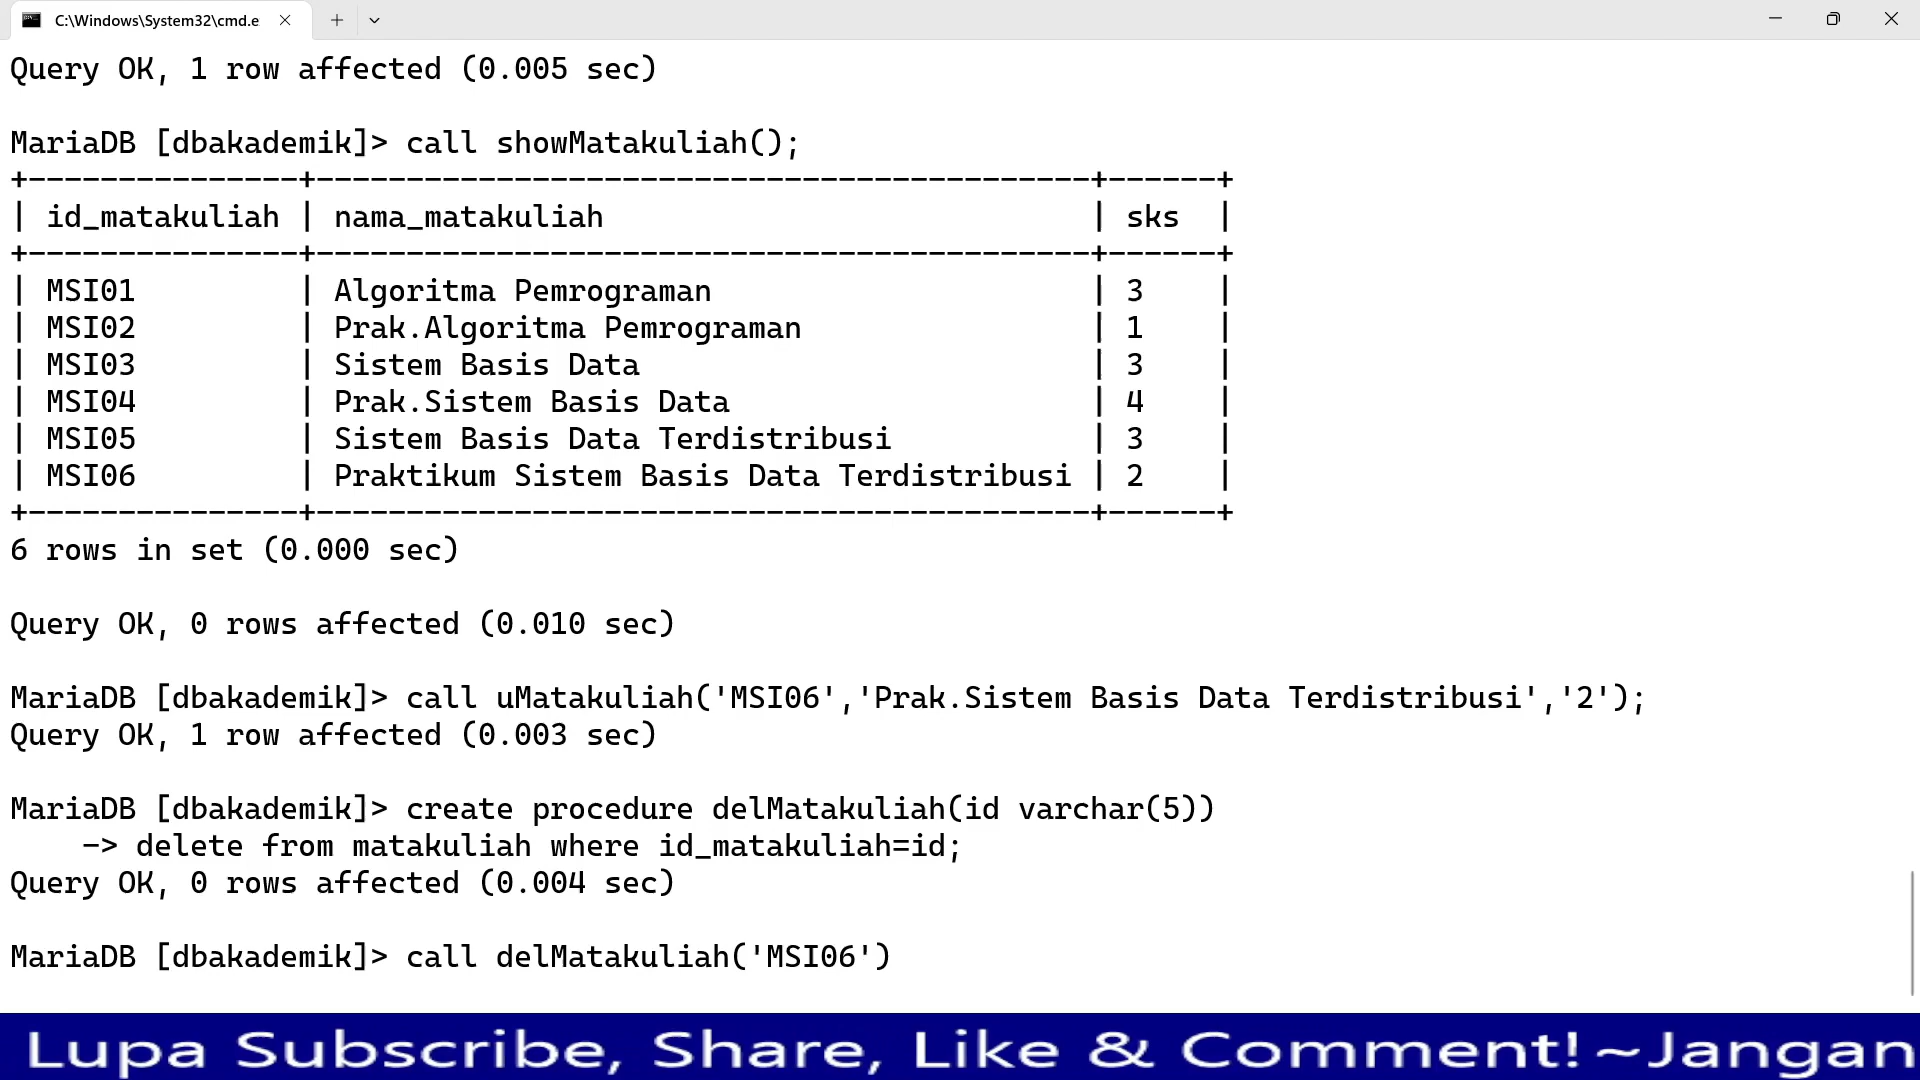 C:\Windows\System32\cmd.e
Query OK, 1 row affected (0.005 sec)
MariaDB [dbakademik]> call showMatakuliah();
+---------------+-------------------------------------------+------+
| id_matakuliah | nama_matakuliah                           | sks  |
+---------------+-------------------------------------------+------+
| MSI01         | Algoritma Pemrograman                     | 3    |
| MSI02         | Prak.Algoritma Pemrograman                | 1    |
| MSI03         | Sistem Basis Data                         | 3    |
| MSI04         | Prak.Sistem Basis Data                    | 4    |
| MSI05         | Sistem Basis Data Terdistribusi           | 3    |
| MSI06         | Praktikum Sistem Basis Data Terdistribusi | 2    |
+---------------+-------------------------------------------+------+
6 rows in set (0.000 sec)
Query OK, 0 rows affected (0.010 sec)
MariaDB [dbakademik]> call uMatakuliah('MSI06','Prak.Sistem Basis Data Terdistribusi','2');
Query OK, 1 row affected (0.003 sec)
MariaDB [dbakademik]> create procedure delMatakuliah(id varchar(5))
    -> delete from matakuliah where id_matakuliah=id;
Query OK, 0 rows affected (0.004 sec)
MariaDB [dbakademik]> call delMatakuliah('MSI06')
Lupa Subscribe, Share, Like & Comment!~Jangan